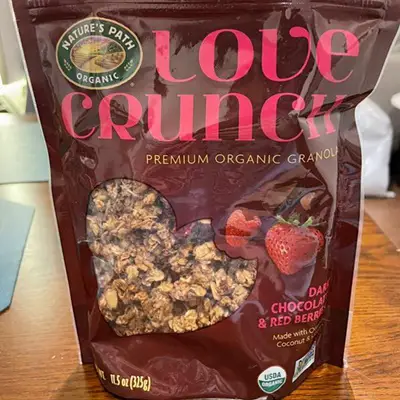 NATURE'S PATH
ORGANIC
LOVE
CRUNCH
PREMIUM ORGANIC GRANOLA
DARK
CHOCOLATE
& RED BERRIES
Made with
Coconut
USDA
ORGANIC
11.5 oz (325g)